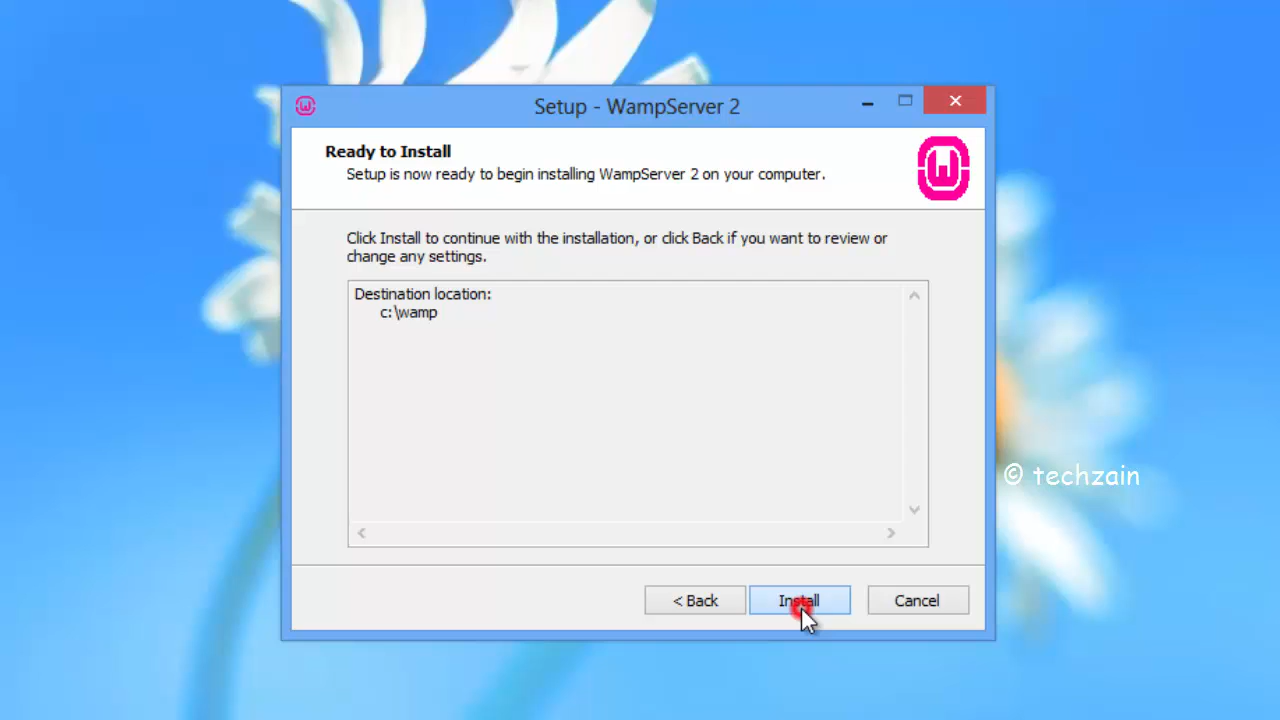 Setup - WampServer 2
Ready to Install
Setup is now ready to begin installing WampServer 2 on your computer.
Click Install to continue with the installation, or click Back if you want to review or
change any settings.
Destination location:
c:\wamp
© techzain
< Back
Install
Cancel